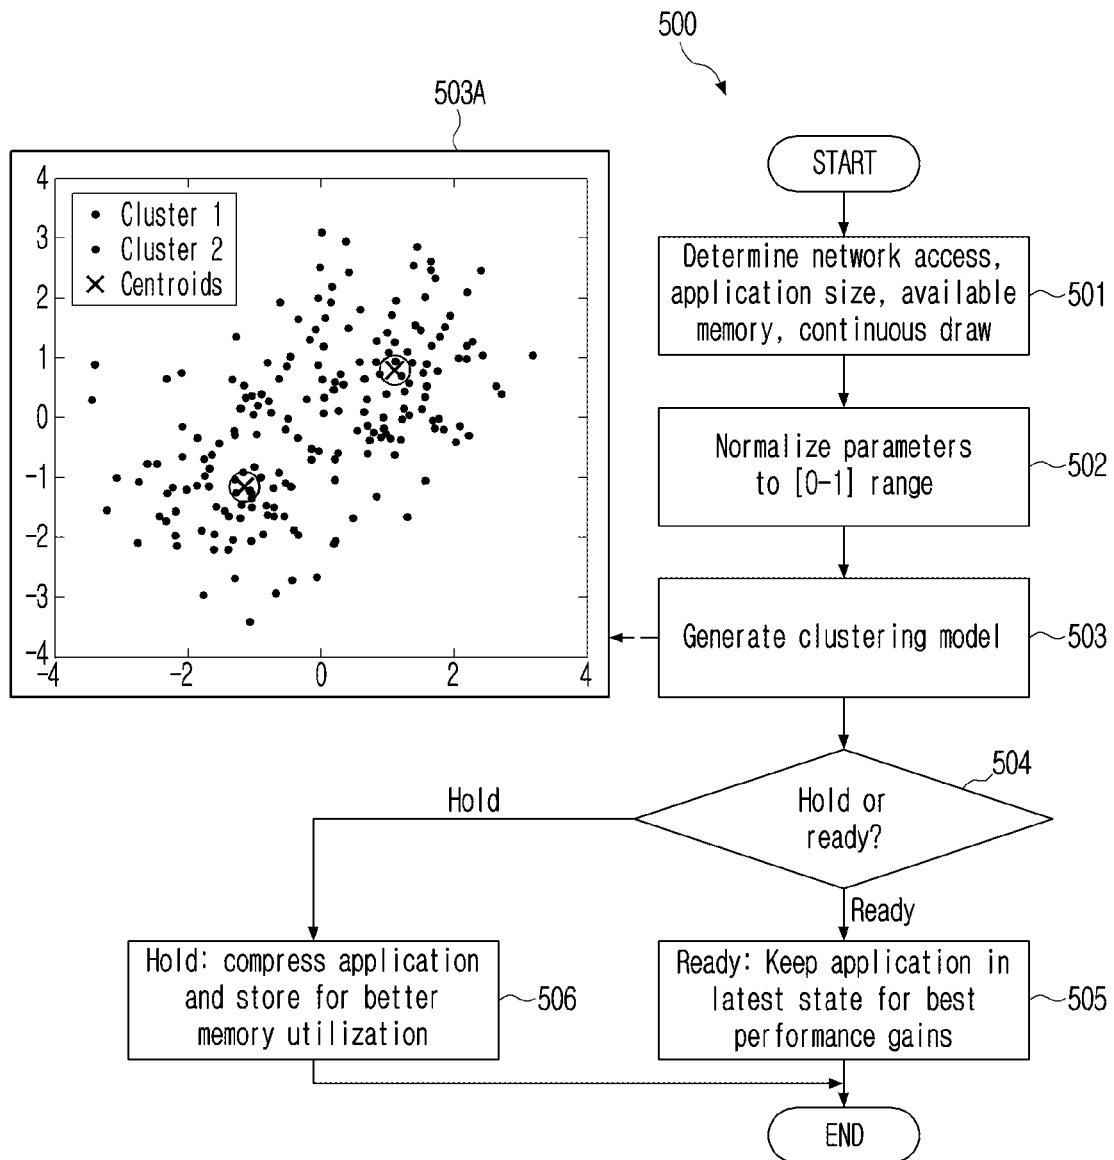 500
503A
4
3
2
1
0
-1
-2
-3
-4
-4
-2
0
2
4
Cluster 1
Cluster 2
Centroids
START
Determine network access,
application size, available
memory, continuous draw
501
Normalize parameters
to [0-1] range
502
Generate clustering model
503
504
Hold or
ready?
Hold
Ready
Hold: compress application
and store for better
memory utilization
506
Ready: Keep application in
latest state for best
performance gains
505
END